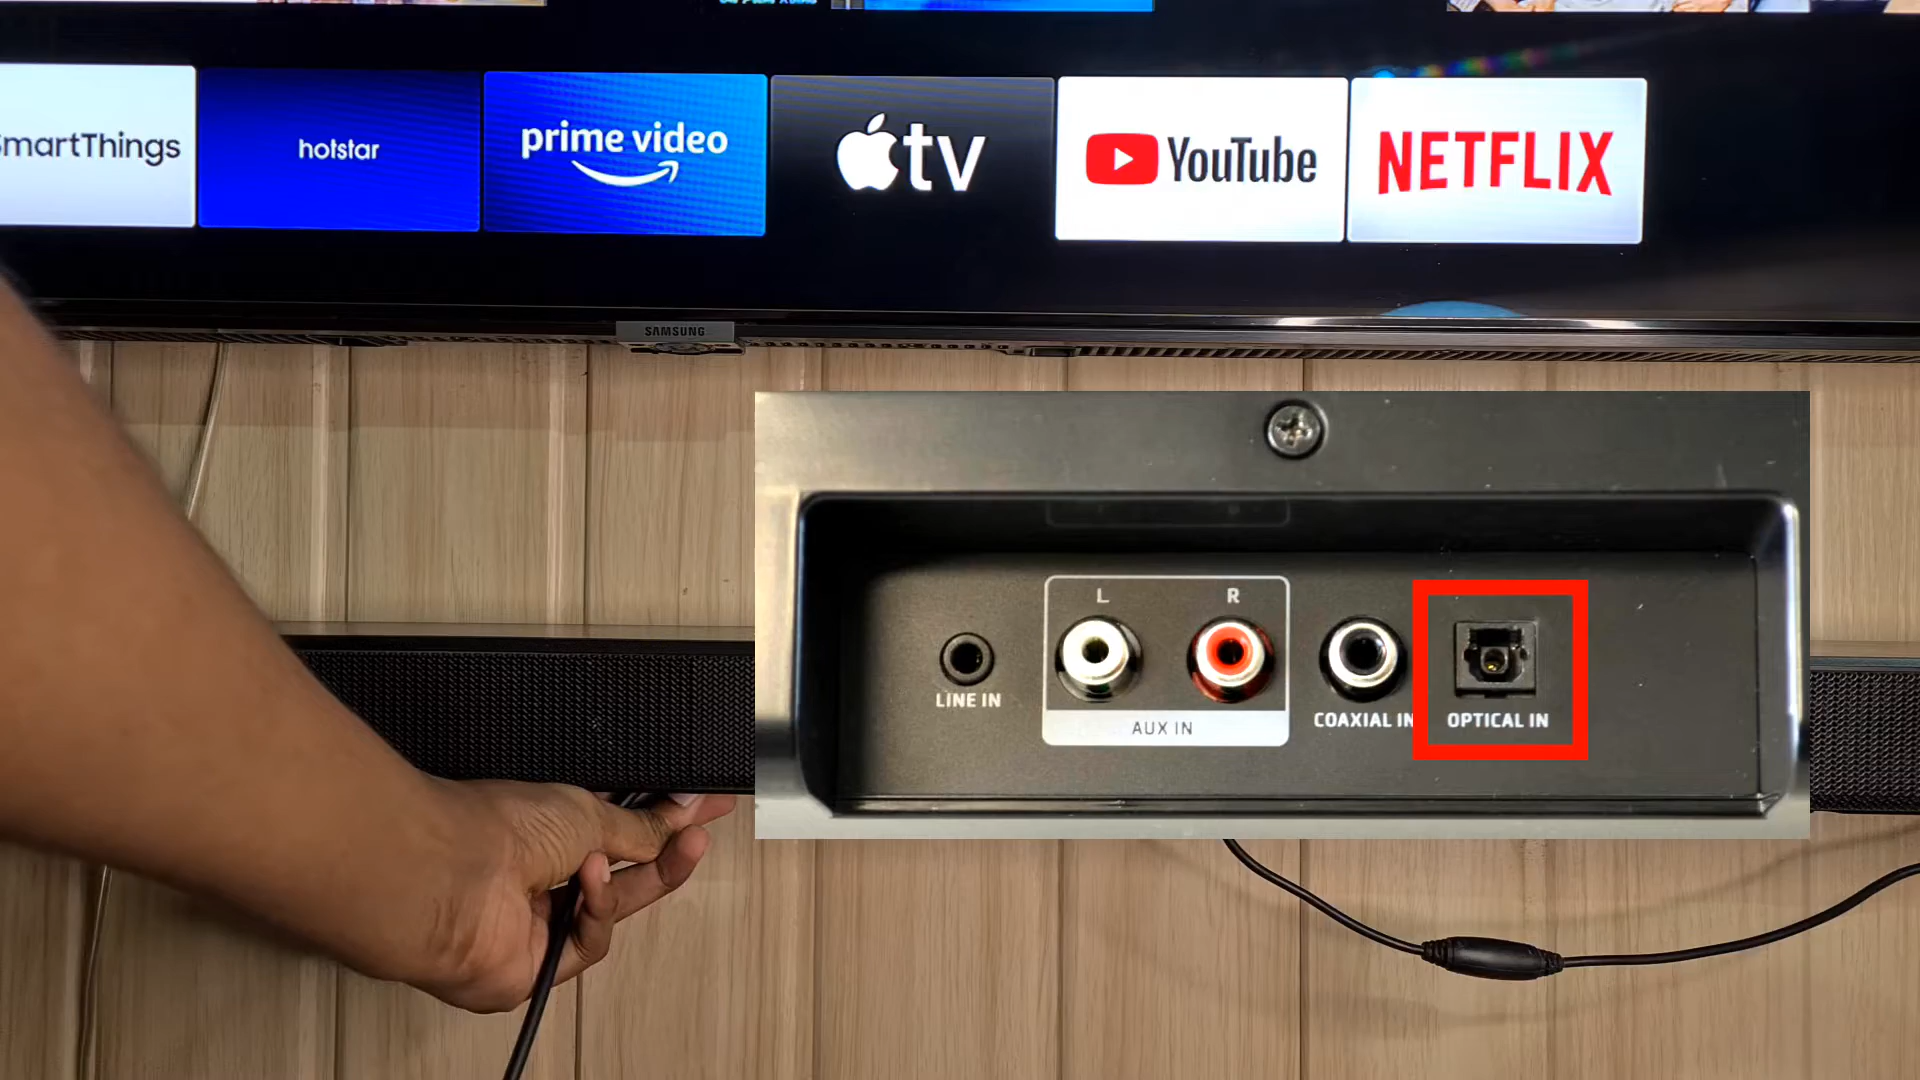 martThings
hotstar
prime video
tv
YouTube
NETFLIX
SAMSUNG
L
R
LINE IN
AUX IN
COAXIAL IN
OPTICAL IN